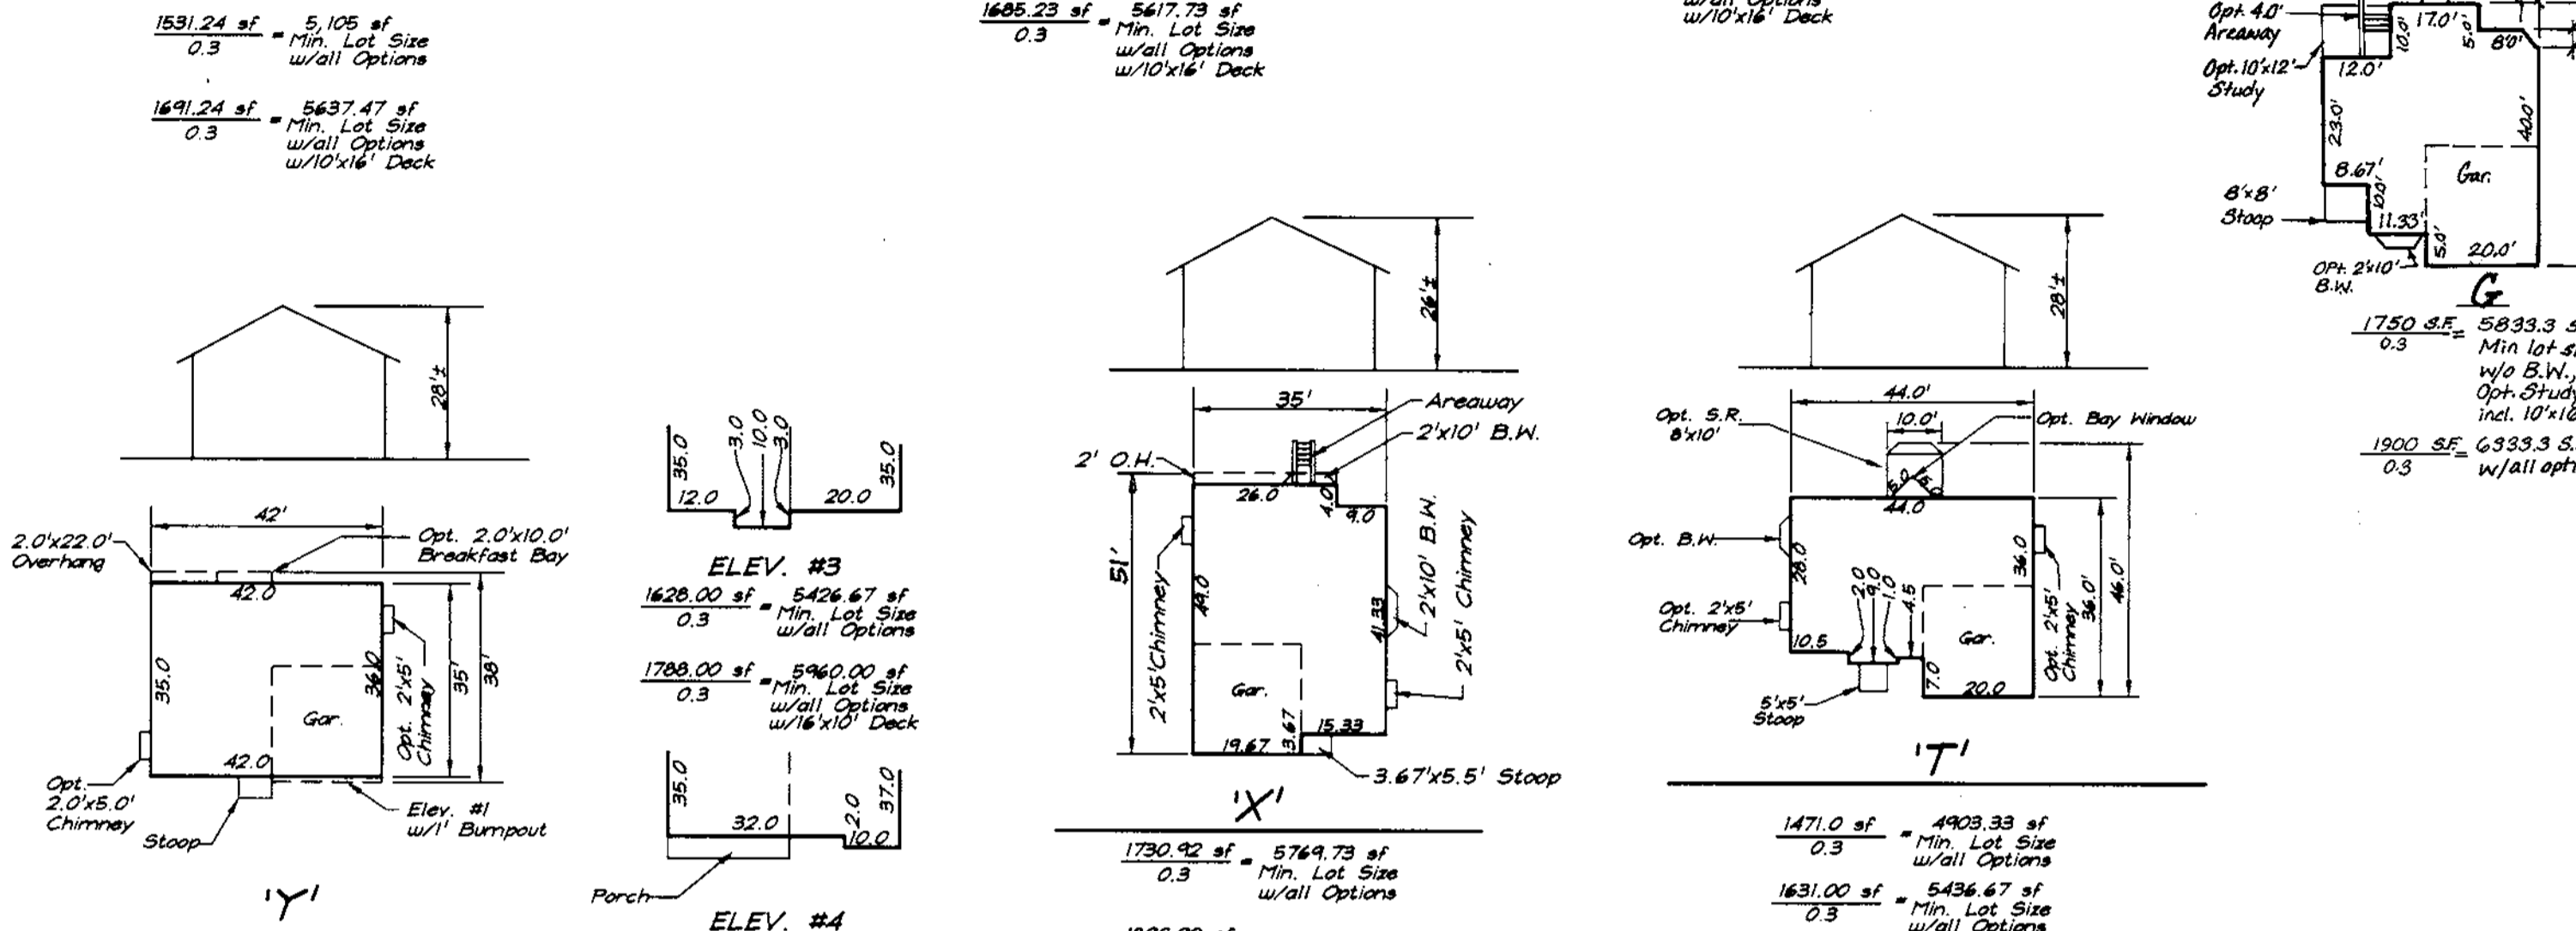 1531.24 sf = 5,105 sf
0.3 Min. Lot Size
w/all Options
1691.24 sf = 5637.47 sf
0.3 Min. Lot Size
w/all Options
w/10'x16' Deck
1685.23 sf = 5617.73 sf
0.3 Min. Lot Size
w/all Options
w/10'x16' Deck
w/all Options
w/10'x16' Deck
Opt. 4.0'
Areaway
Opt. 10'x12'
Study
17.0'
10.0'
5.0'
8.0'
12.0'
23.0'
40.0'
8.67'
Gar.
8'x8'
Stoop
11.33'
5.0'
20.0'
OPt. 2'x10'
B.W.
G
1750 S.F. = 5833.3 S
0.3 Min lot s
w/o B.W.,
Opt. Study
incl. 10'x16
1900 S.F. = 6333.3 S.
0.3 w/all opti
28'±
42'
2.0'x22.0'
Overhang
Opt. 2.0'x10.0'
Breakfast Bay
42.0
35.0
36.0
35'
38'
Opt. 2'x5'
Chimney
Gar.
42.0
Opt.
2.0'x5.0'
Chimney
Stoop
Elev. #1
w/1' Bumpout
'Y'
35.0
3.0
10.0
3.0
35.0
12.0
20.0
ELEV. #3
1628.00 sf = 5426.67 sf
0.3 Min. Lot Size
w/all Options
1788.00 sf = 5960.00 sf
0.3 Min. Lot Size
w/all Options
w/16'x10' Deck
35.0
32.0
2.0
37.0
10.0
Porch
ELEV. #4
26'±
35'
Areaway
2'x10' B.W.
2' O.H.
26.0
4.0
9.0
51'
2'x5' Chimney
49.0
41.33
2'x10' B.W.
2'x5' Chimney
Gar.
3.67
15.33
19.67
3.67'x5.5' Stoop
'X'
1730.92 sf = 5769.73 sf
0.3 Min. Lot Size
w/all Options
28'±
44.0'
Opt. S.R.
8'x10'
10.0'
Opt. Bay Window
5.0
5.0
44.0
Opt. B.W.
28.0
36.0
36.0'
46.0'
Opt. 2'x5'
Chimney
Opt. 2'x5'
Chimney
2.0
9.0
1.0
4.5
Gar.
10.5
7.0
20.0
5'x5'
Stoop
'T'
1471.0 sf = 4903.33 sf
0.3 Min. Lot Size
w/all Options
1631.00 sf = 5436.67 sf
0.3 Min. Lot Size
w/all Options